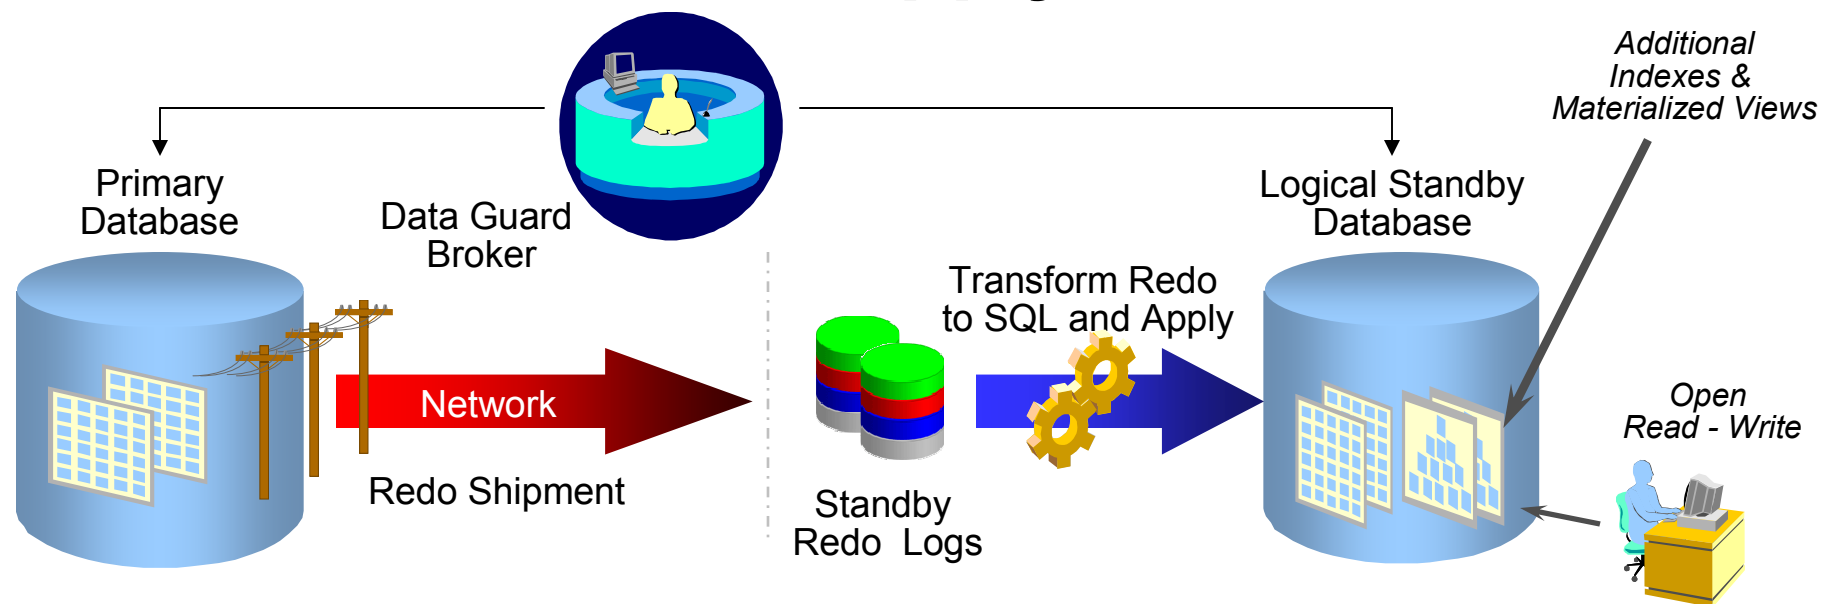 Additional
Indexes &
Materialized Views
Primary
Database
Data Guard
Broker
Logical Standby
Database
Transform Redo
to SQL and Apply
Network
Redo Shipment
Standby
Redo Logs
Open
Read - Write